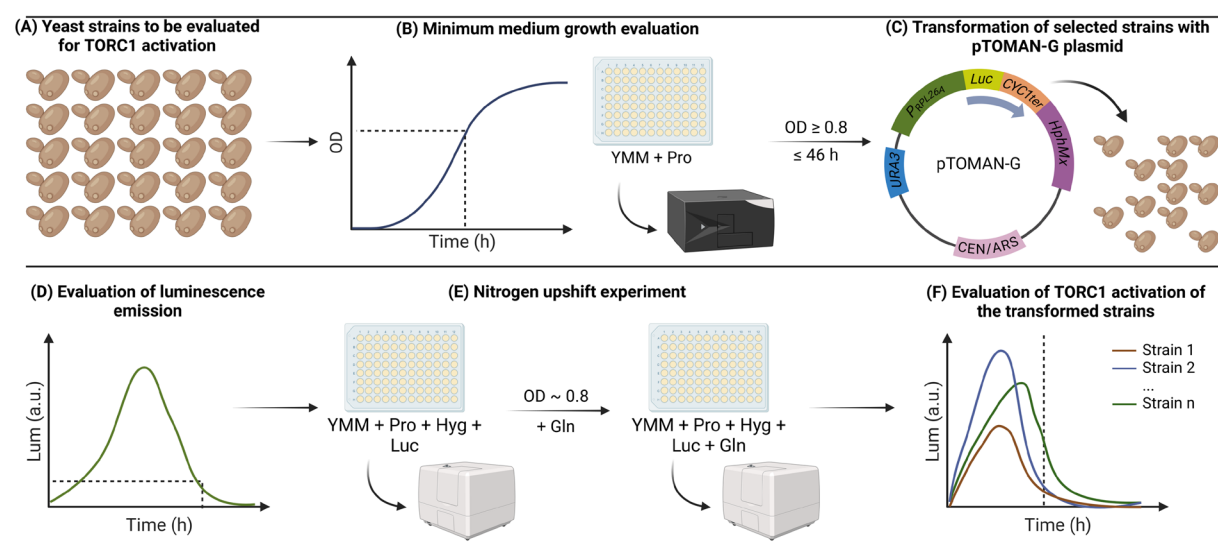 (A) Yeast strains to be evaluated
for TORC1 activation
(B) Minimum medium growth evaluation
OD
Time (h)
YMM + Pro
OD ≥ 0.8
≤ 46 h
(C) Transformation of selected strains with
pTOMAN-G plasmid
PRPL26A
Luc
CYC1ter
HphMx
URA3
pTOMAN-G
CEN/ARS
(D) Evaluation of luminescence
emission
Lum (a.u.)
Time (h)
(E) Nitrogen upshift experiment
YMM + Pro + Hyg +
Luc
OD ~ 0.8
+ Gln
YMM + Pro + Hyg +
Luc + Gln
(F) Evaluation of TORC1 activation of
the transformed strains
Lum (a.u.)
Time (h)
Strain 1
Strain 2
...
Strain n